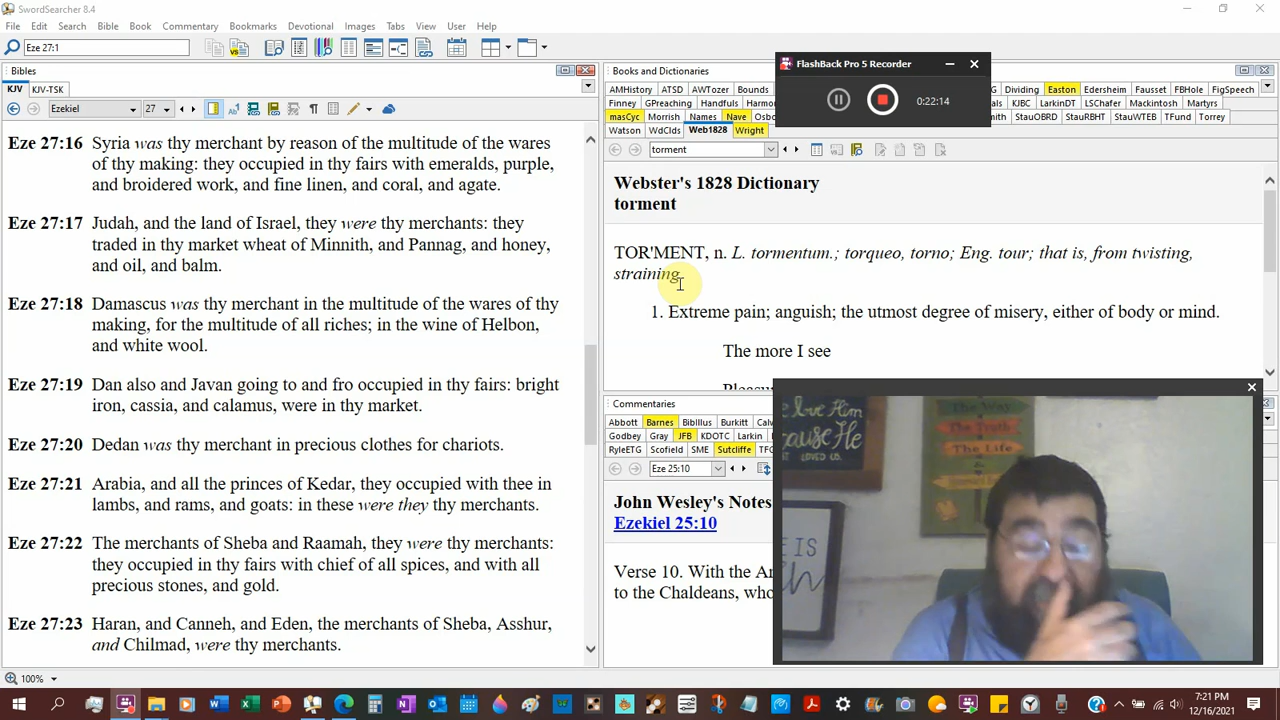 SwordSearcher 8.4
File Edit Search Bible Book Commentary Bookmarks Devotional Images Tabs View User Help
Eze 27:1
Bibles
KJV KJV-TSK
Ezekiel 27
Eze 27:16 Syria was thy merchant by reason of the multitude of the wares
of thy making: they occupied in thy fairs with emeralds, purple,
and broidered work, and fine linen, and coral, and agate.
Eze 27:17 Judah, and the land of Israel, they were thy merchants: they
traded in thy market wheat of Minnith, and Pannag, and honey,
and oil, and balm.
Eze 27:18 Damascus was thy merchant in the multitude of the wares of thy
making, for the multitude of all riches; in the wine of Helbon,
and white wool.
Eze 27:19 Dan also and Javan going to and fro occupied in thy fairs: bright
iron, cassia, and calamus, were in thy market.
Eze 27:20 Dedan was thy merchant in precious clothes for chariots.
Eze 27:21 Arabia, and all the princes of Kedar, they occupied with thee in
lambs, and rams, and goats: in these were they thy merchants.
Eze 27:22 The merchants of Sheba and Raamah, they were thy merchants:
they occupied in thy fairs with chief of all spices, and with all
precious stones, and gold.
Eze 27:23 Haran, and Canneh, and Eden, the merchants of Sheba, Asshur,
and Chilmad, were thy merchants.
100%
Books and Dictionaries
AMHistory ATSD AWTozer Bounds Dividing Easton Edersheim Fausset FBHole FigSpeech
Finney GPreaching Handfuls KJBC LarkinDT LSChafer Mackintosh Martyrs
masCyc Morrish Names Nave StauOBRD StauRBHT StauWTEB TFJ Torrey
Watson WdClds Web1828 Wright
torment
FlashBack Pro 5 Recorder
0:22:14
Webster's 1828 Dictionary
torment
TOR'MENT, n. L. tormentum.; torqueo, torno; Eng. tour; that is, from twisting,
straining.
1. Extreme pain; anguish; the utmost degree of misery, either of body or mind.
The more I see
Commentaries
Abbott Barnes BibIllus Burkitt
Godbey Gray JFB KDOTC Larkin
RyleETG Scofield SME Sutcliffe
Eze 25:10
John Wesley's Notes
Ezekiel 25:10
Verse 10. With the
to the Chaldeans,
love Him
cause He
LOVED US.
The Way
The Truth
The Life
7:21 PM
12/16/2021